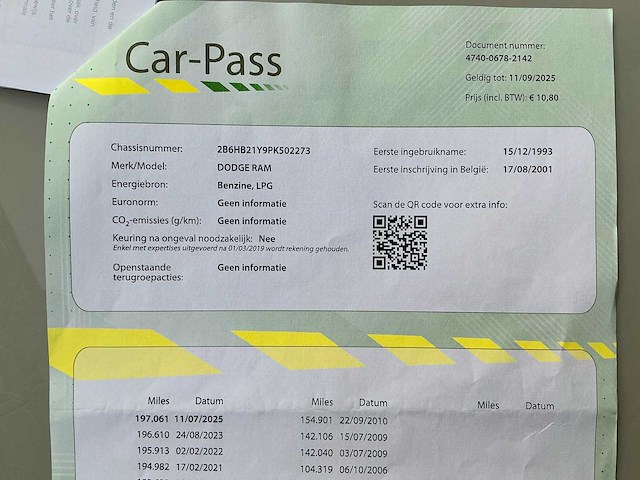 Car-Pass
Document nummer:
4740-0678-2142
Geldig tot: 11/09/2025
Prijs (incl. BTW): € 10,80
Chassisnummer: 2B6HB21Y9PK502273
Merk/Model: DODGE RAM
Energiebron: Benzine, LPG
Euronorm: Geen informatie
CO2-emissies (g/km): Geen informatie
Keuring na ongeval noodzakelijk: Nee
Enkel met expertises uitgevoerd na 01/03/2019 wordt rekening gehouden.
Openstaande
terugroepacties: Geen informatie
Eerste ingebruikname: 15/12/1993
Eerste inschrijving in België: 17/08/2001
Scan de QR code voor extra info:
Miles Datum
197.061 11/07/2025
196.610 24/08/2023
195.913 02/02/2022
194.982 17/02/2021
Miles Datum
154.901 22/09/2010
142.106 15/07/2009
142.040 03/07/2009
104.319 06/10/2006
Miles Datum